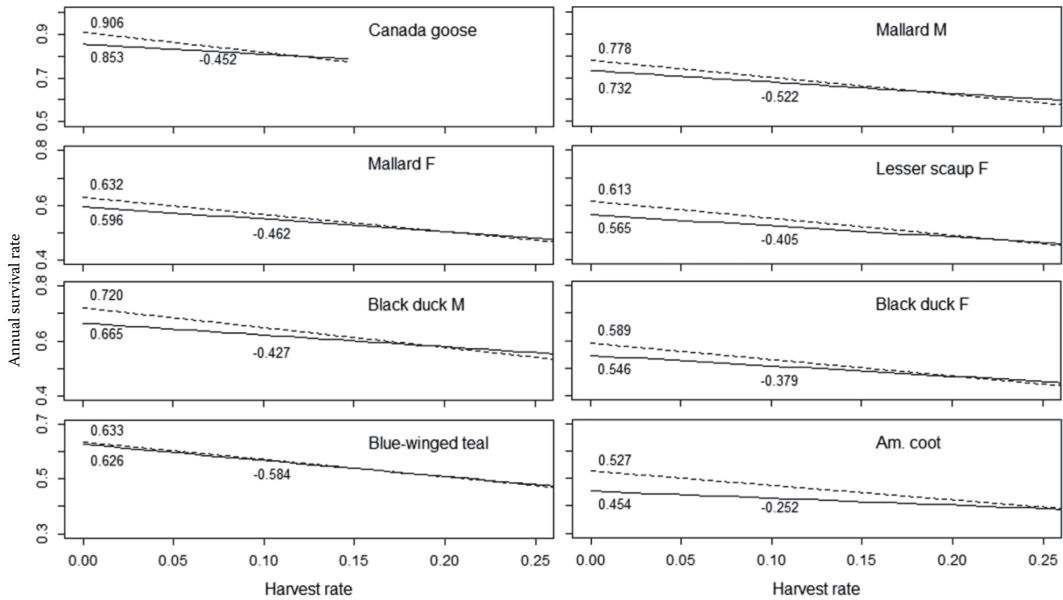 Annual survival rate
Canada goose
0.906
0.853
-0.452
0.9
0.7
0.5
Mallard M
0.778
0.732
-0.522
Mallard F
0.632
0.596
-0.462
0.8
0.6
0.4
Lesser scaup F
0.613
0.565
-0.405
Black duck M
0.720
0.665
-0.427
0.8
0.6
0.4
Black duck F
0.589
0.546
-0.379
Blue-winged teal
0.633
0.626
-0.584
0.7
0.5
0.3
Am. coot
0.527
0.454
-0.252
0.00 0.05 0.10 0.15 0.20 0.25
0.00 0.05 0.10 0.15 0.20 0.25
Harvest rate
Harvest rate